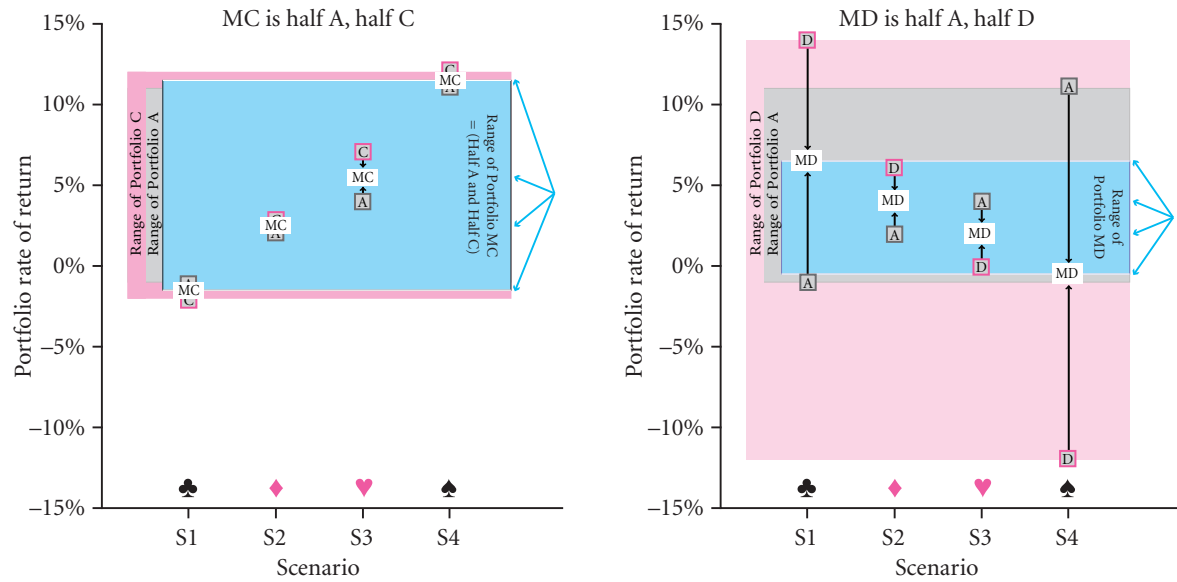 MC is half A, half C
Portfolio rate of return
15%
10%
5%
0%
–5%
–10%
–15%
Range of Portfolio C
Range of Portfolio A
A
MC
C
C
MC
A
C
MC
A
C
MC
A
Range of Portfolio MC
= (Half A and Half C)
♣ ♦ ♥ ♠
S1 S2 S3 S4
Scenario
MD is half A, half D
Portfolio rate of return
15%
10%
5%
0%
–5%
–10%
–15%
Range of Portfolio D
Range of Portfolio A
D
MD
A
D
MD
A
A
MD
D
A
MD
D
Range of
Portfolio MD
♣ ♦ ♥ ♠
S1 S2 S3 S4
Scenario